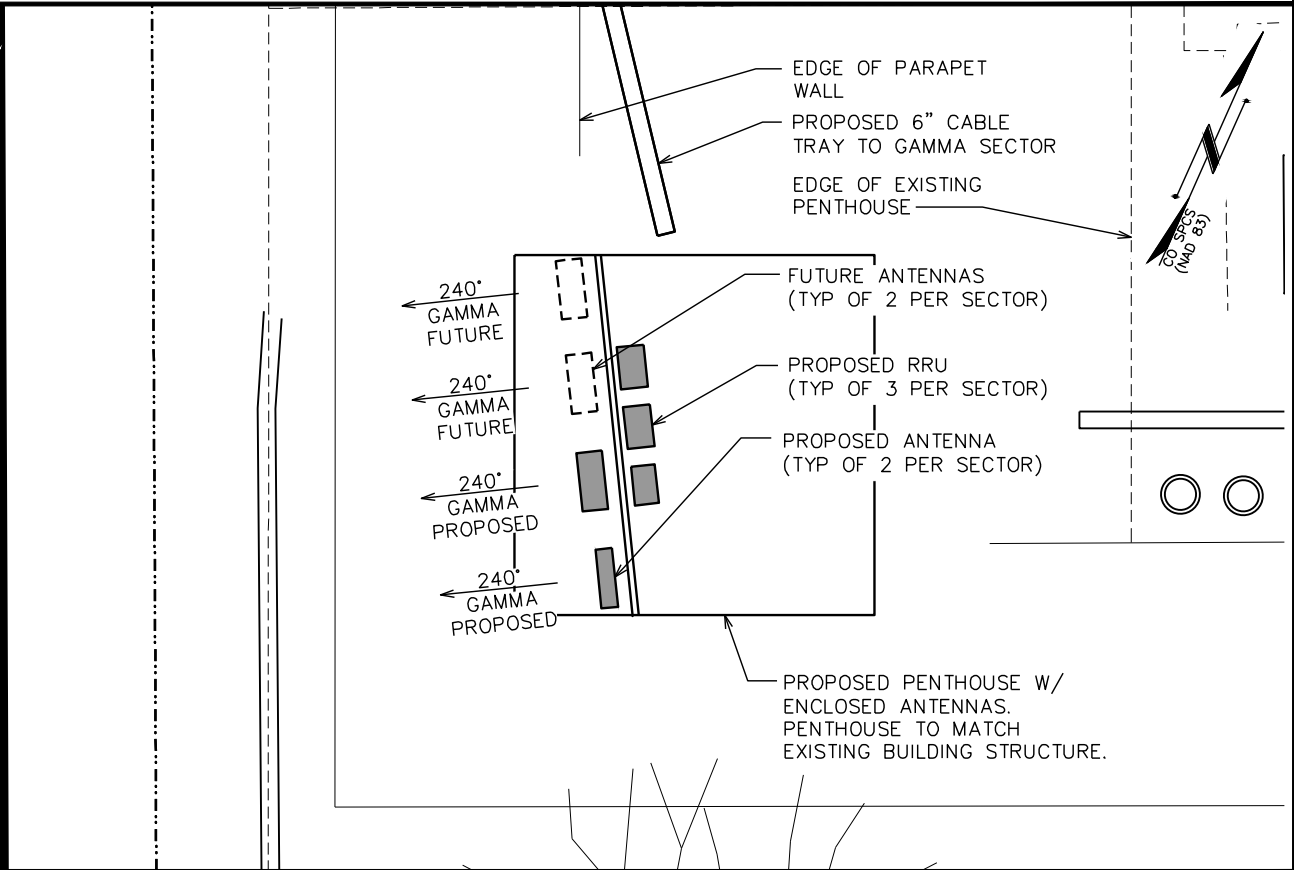 EDGE OF PARAPET
WALL
PROPOSED 6" CABLE
TRAY TO GAMMA SECTOR
EDGE OF EXISTING
PENTHOUSE
CO SPCS
(NAD 83)
FUTURE ANTENNAS
(TYP OF 2 PER SECTOR)
240°
GAMMA
FUTURE
PROPOSED RRU
(TYP OF 3 PER SECTOR)
240°
GAMMA
FUTURE
PROPOSED ANTENNA
(TYP OF 2 PER SECTOR)
240°
GAMMA
PROPOSED
240°
GAMMA
PROPOSED
PROPOSED PENTHOUSE W/
ENCLOSED ANTENNAS.
PENTHOUSE TO MATCH
EXISTING BUILDING STRUCTURE.